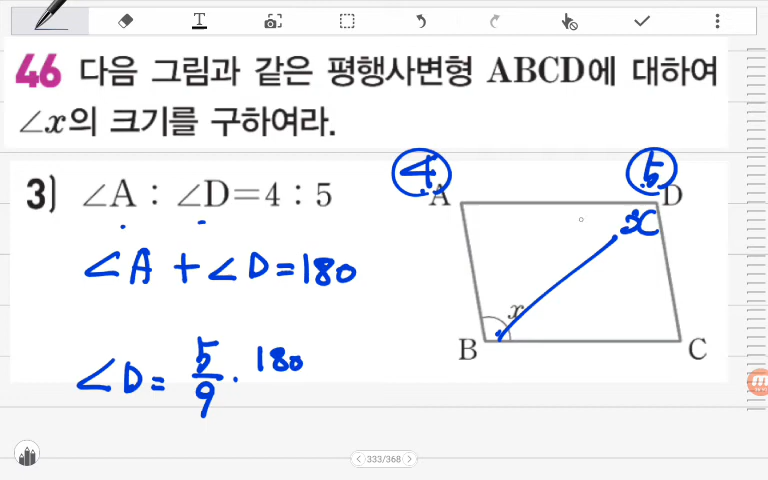 T
46 다음 그림과 같은 평행사변형 ABCD에 대하여
∠x의 크기를 구하여라.
3) ∠A : ∠D=4 : 5
4
5
A
D
x
∠A + ∠D = 180
x
B
C
∠D = 5/9 · 180
333/368